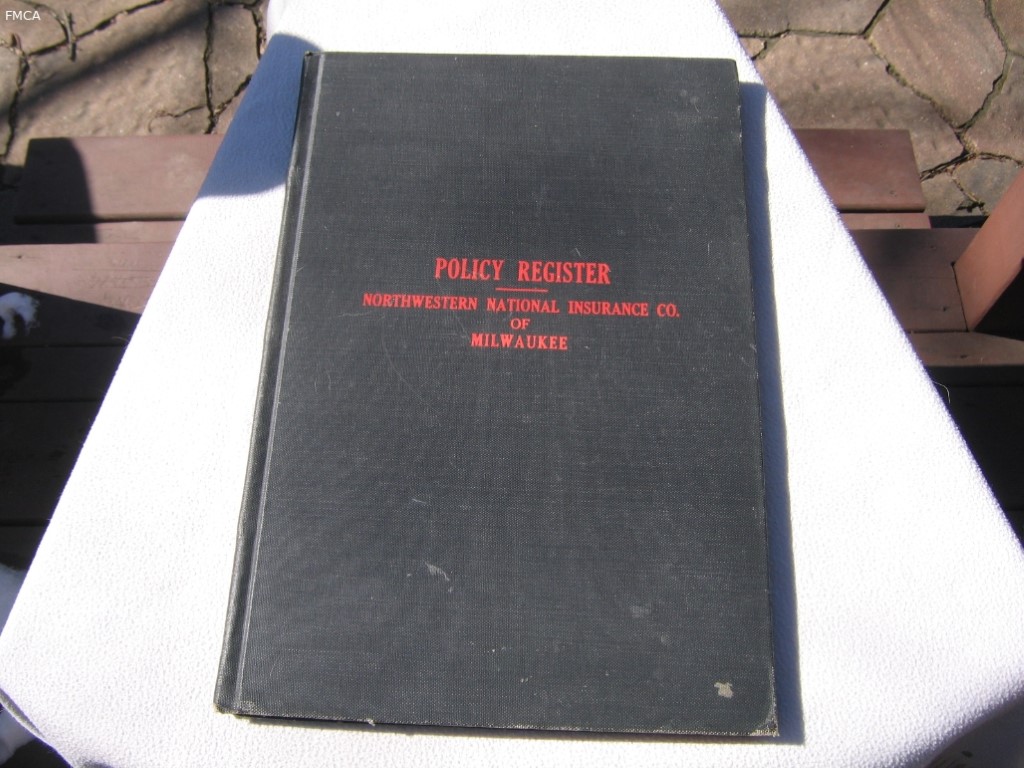 FMCA
POLICY REGISTER
NORTHWESTERN NATIONAL INSURANCE CO.
OF
MILWAUKEE